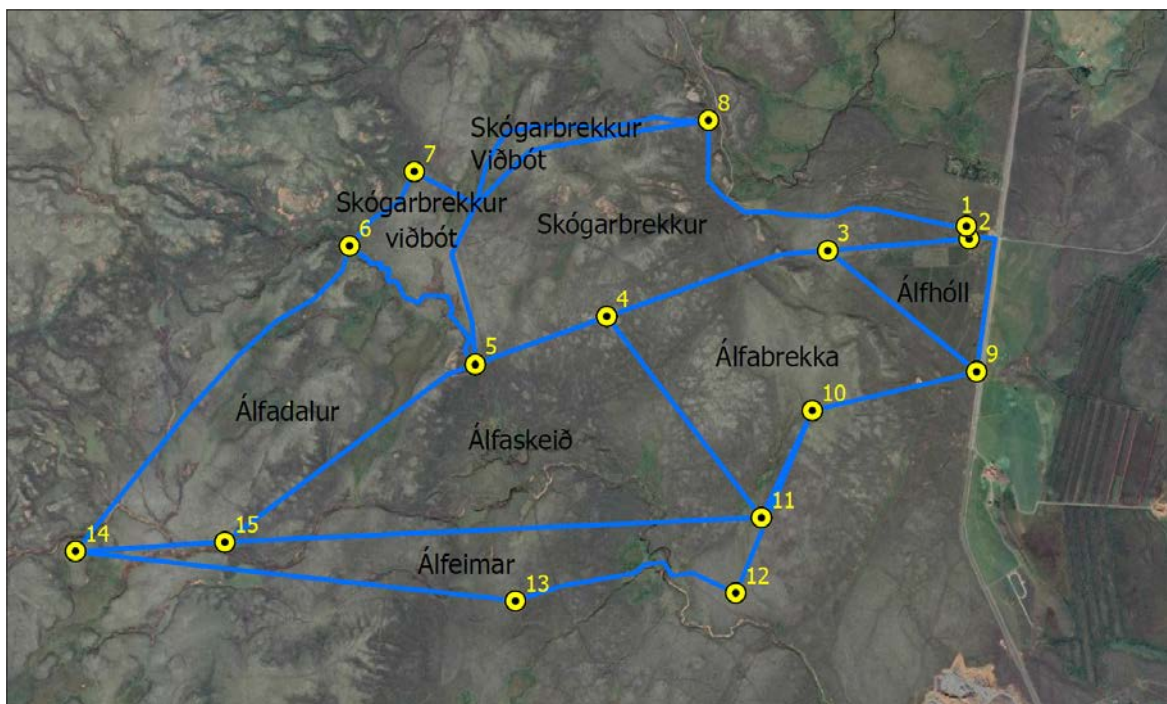 8
Skógarbrekkur
Viðbót
7
Skógarbrekkur
viðbót
Skógarbrekkur
1
2
6
3
Álfhóll
4
5
Álfabrekka
9
10
Álfadalur
Álfaskeið
11
15
14
Álfeimar
12
13